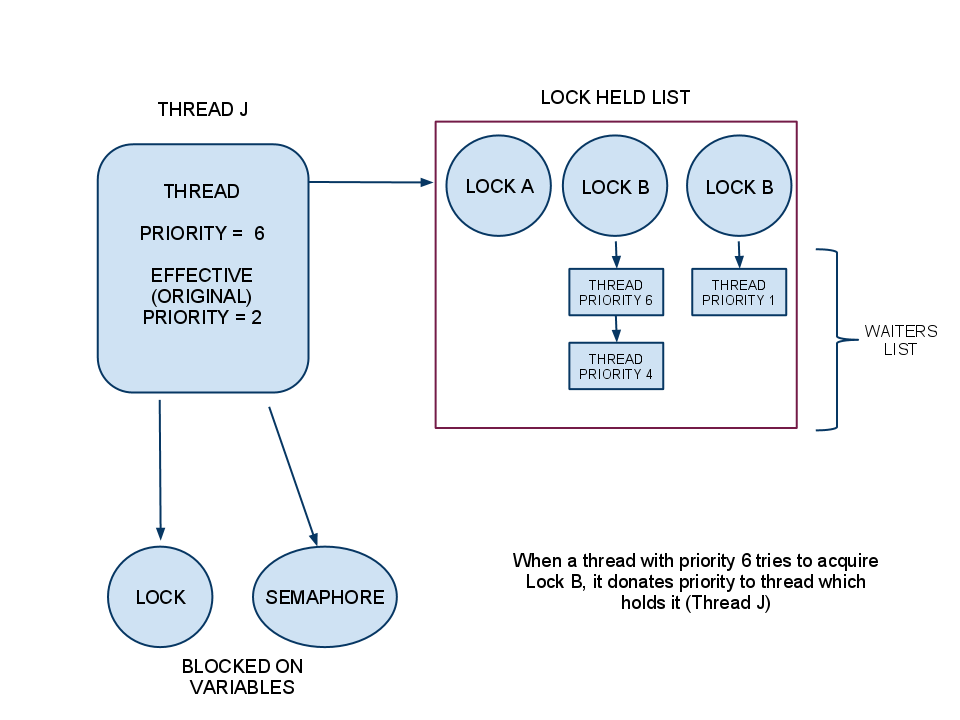 THREAD J
LOCK HELD LIST
THREAD
PRIORITY = 6
EFFECTIVE
(ORIGINAL)
PRIORITY = 2
LOCK A
LOCK B
LOCK B
THREAD
PRIORITY 6
THREAD
PRIORITY 1
THREAD
PRIORITY 4
WAITERS
LIST
LOCK
SEMAPHORE
BLOCKED ON
VARIABLES
When a thread with priority 6 tries to acquire
Lock B, it donates priority to thread which
holds it (Thread J)